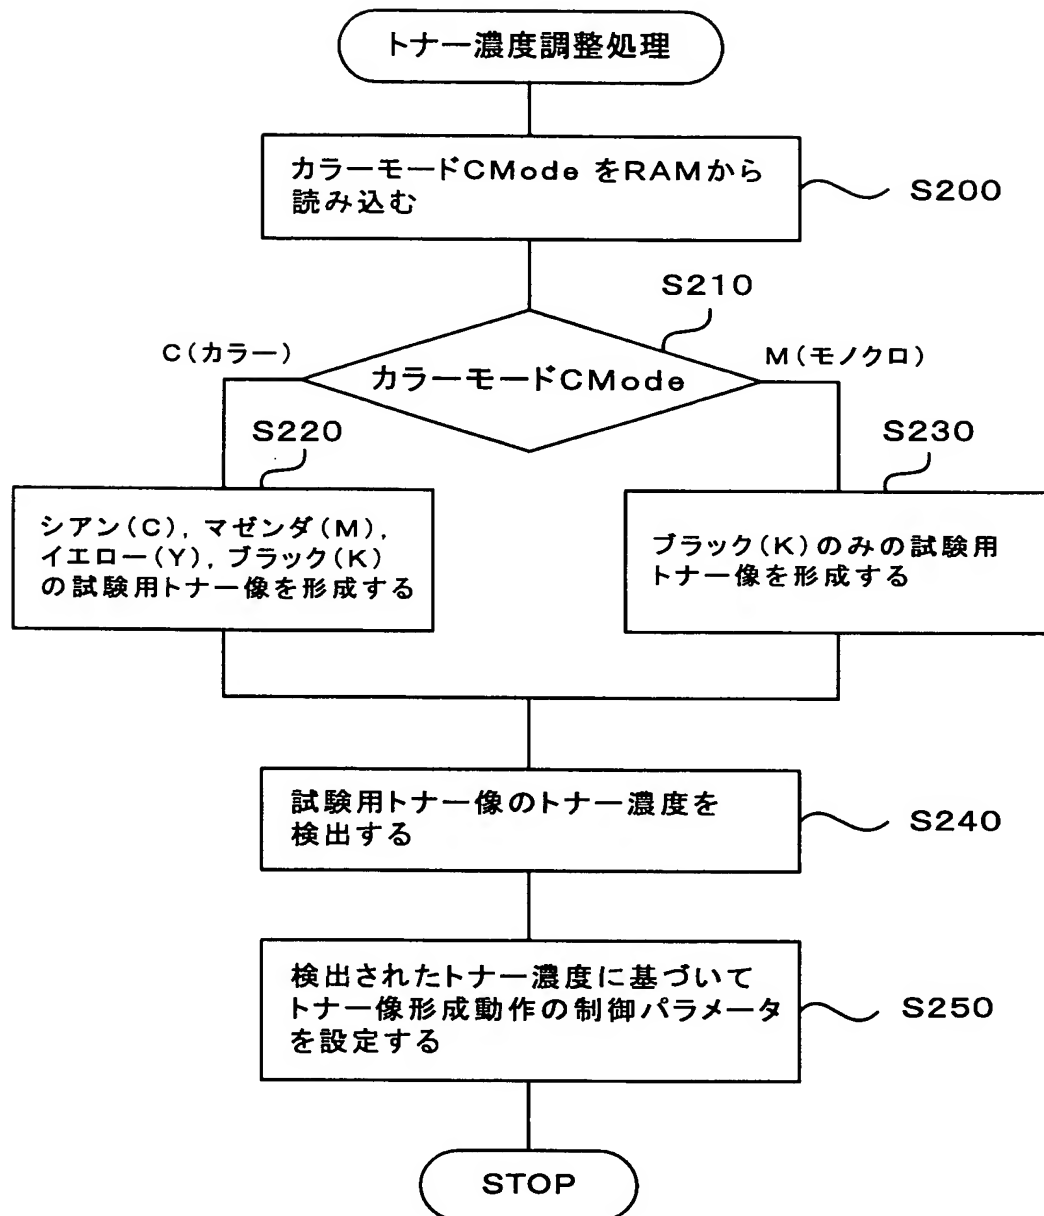 トナー濃度調整処理
カラーモードCMode をRAMから
読み込む
S200
S210
C(カラー)
M(モノクロ)
カラーモードCMode
S220
S230
シアン(C), マゼンダ(M),
イエロー(Y), ブラック(K)
の試験用トナー像を形成する
ブラック(K)のみの試験用
トナー像を形成する
試験用トナー像のトナー濃度を
検出する
S240
検出されたトナー濃度に基づいて
トナー像形成動作の制御パラメータ
を設定する
S250
STOP